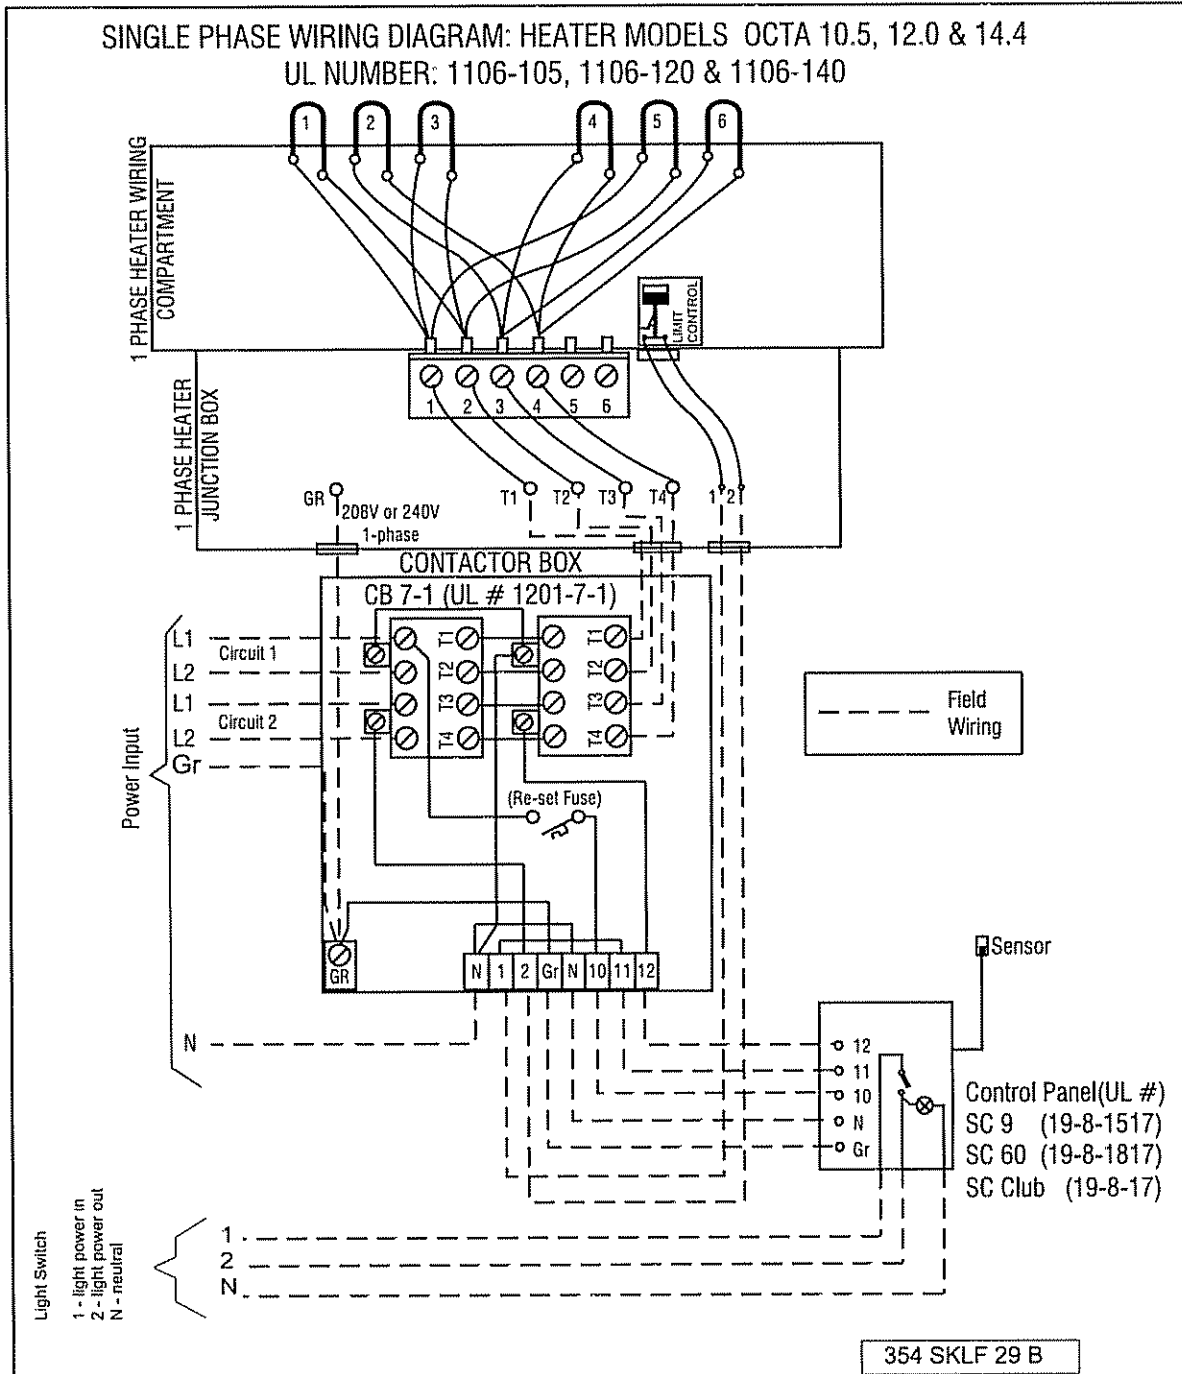 SINGLE PHASE WIRING DIAGRAM: HEATER MODELS OCTA 10.5, 12.0 & 14.4
UL NUMBER: 1106-105, 1106-120 & 1106-140
1 2 3 4 5 6
1 PHASE HEATER WIRING
COMPARTMENT
LIMIT
CONTROL
1 PHASE HEATER
JUNCTION BOX
1 2 3 4 5 6
GR T1 T2 T3 T4 1 2
208V or 240V
1-phase
CONTACTOR BOX
CB 7-1 (UL # 1201-7-1)
Power Input
L1
Circuit 1
L2
L1
Circuit 2
L2
Gr
T1 T1
T2 T2
T3 T3
T4 T4
Field
Wiring
(Re-set Fuse)
GR
N 1 2 Gr N 10 11 12
N
Sensor
12
11
10
N
Gr
Control Panel(UL #)
SC 9 (19-8-1517)
SC 60 (19-8-1817)
SC Club (19-8-17)
Light Switch
1 - light power in
2 - light power out
N - neutral
1
2
N
354 SKLF 29 B